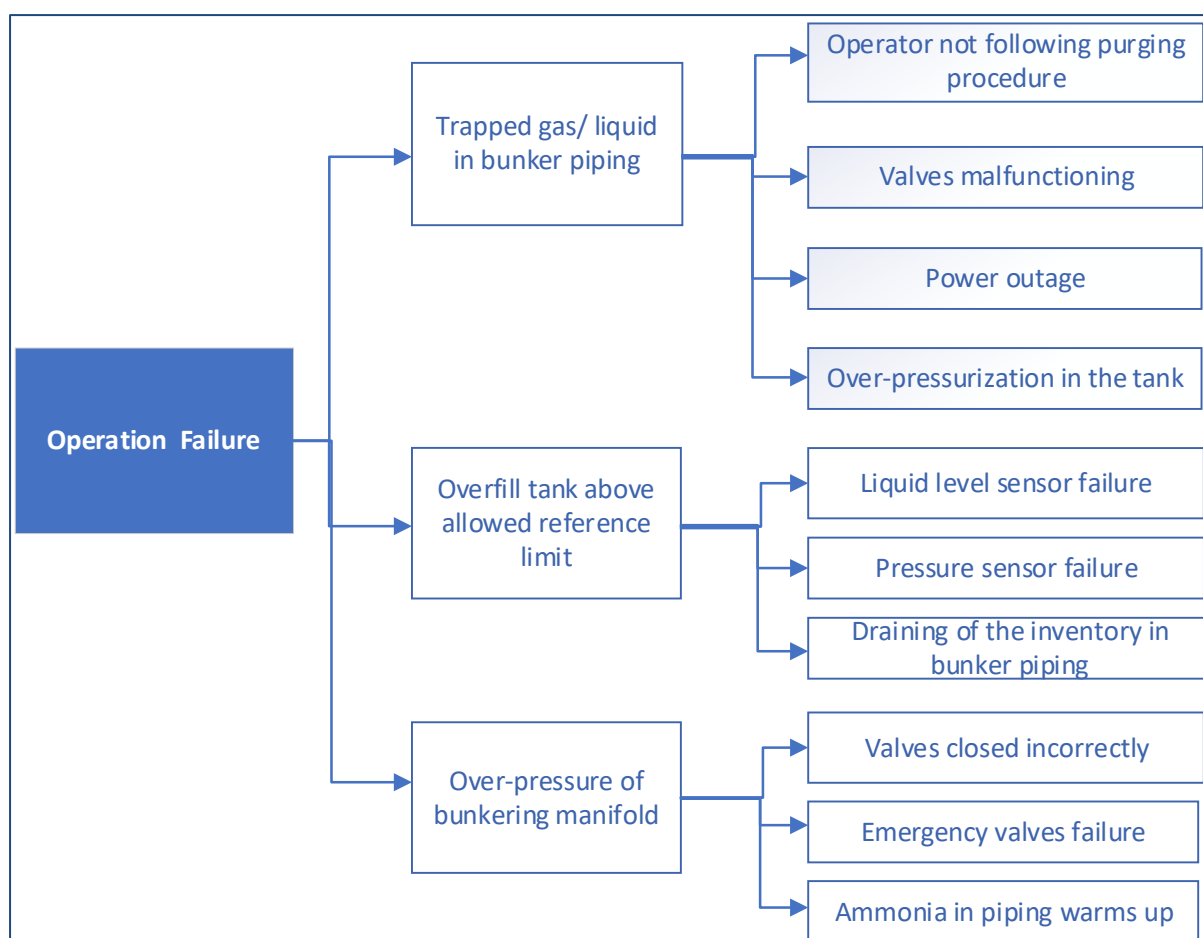 Operation  Failure
Trapped gas/ liquid
in bunker piping
Operator not following purging
procedure
Valves malfunctioning
Power outage
Over-pressurization in the tank
Overfill tank above
allowed reference
limit
Liquid level sensor failure
Pressure sensor failure
Draining of the inventory in
bunker piping
Over-pressure of
bunkering manifold
Valves closed incorrectly
Emergency valves failure
Ammonia in piping warms up